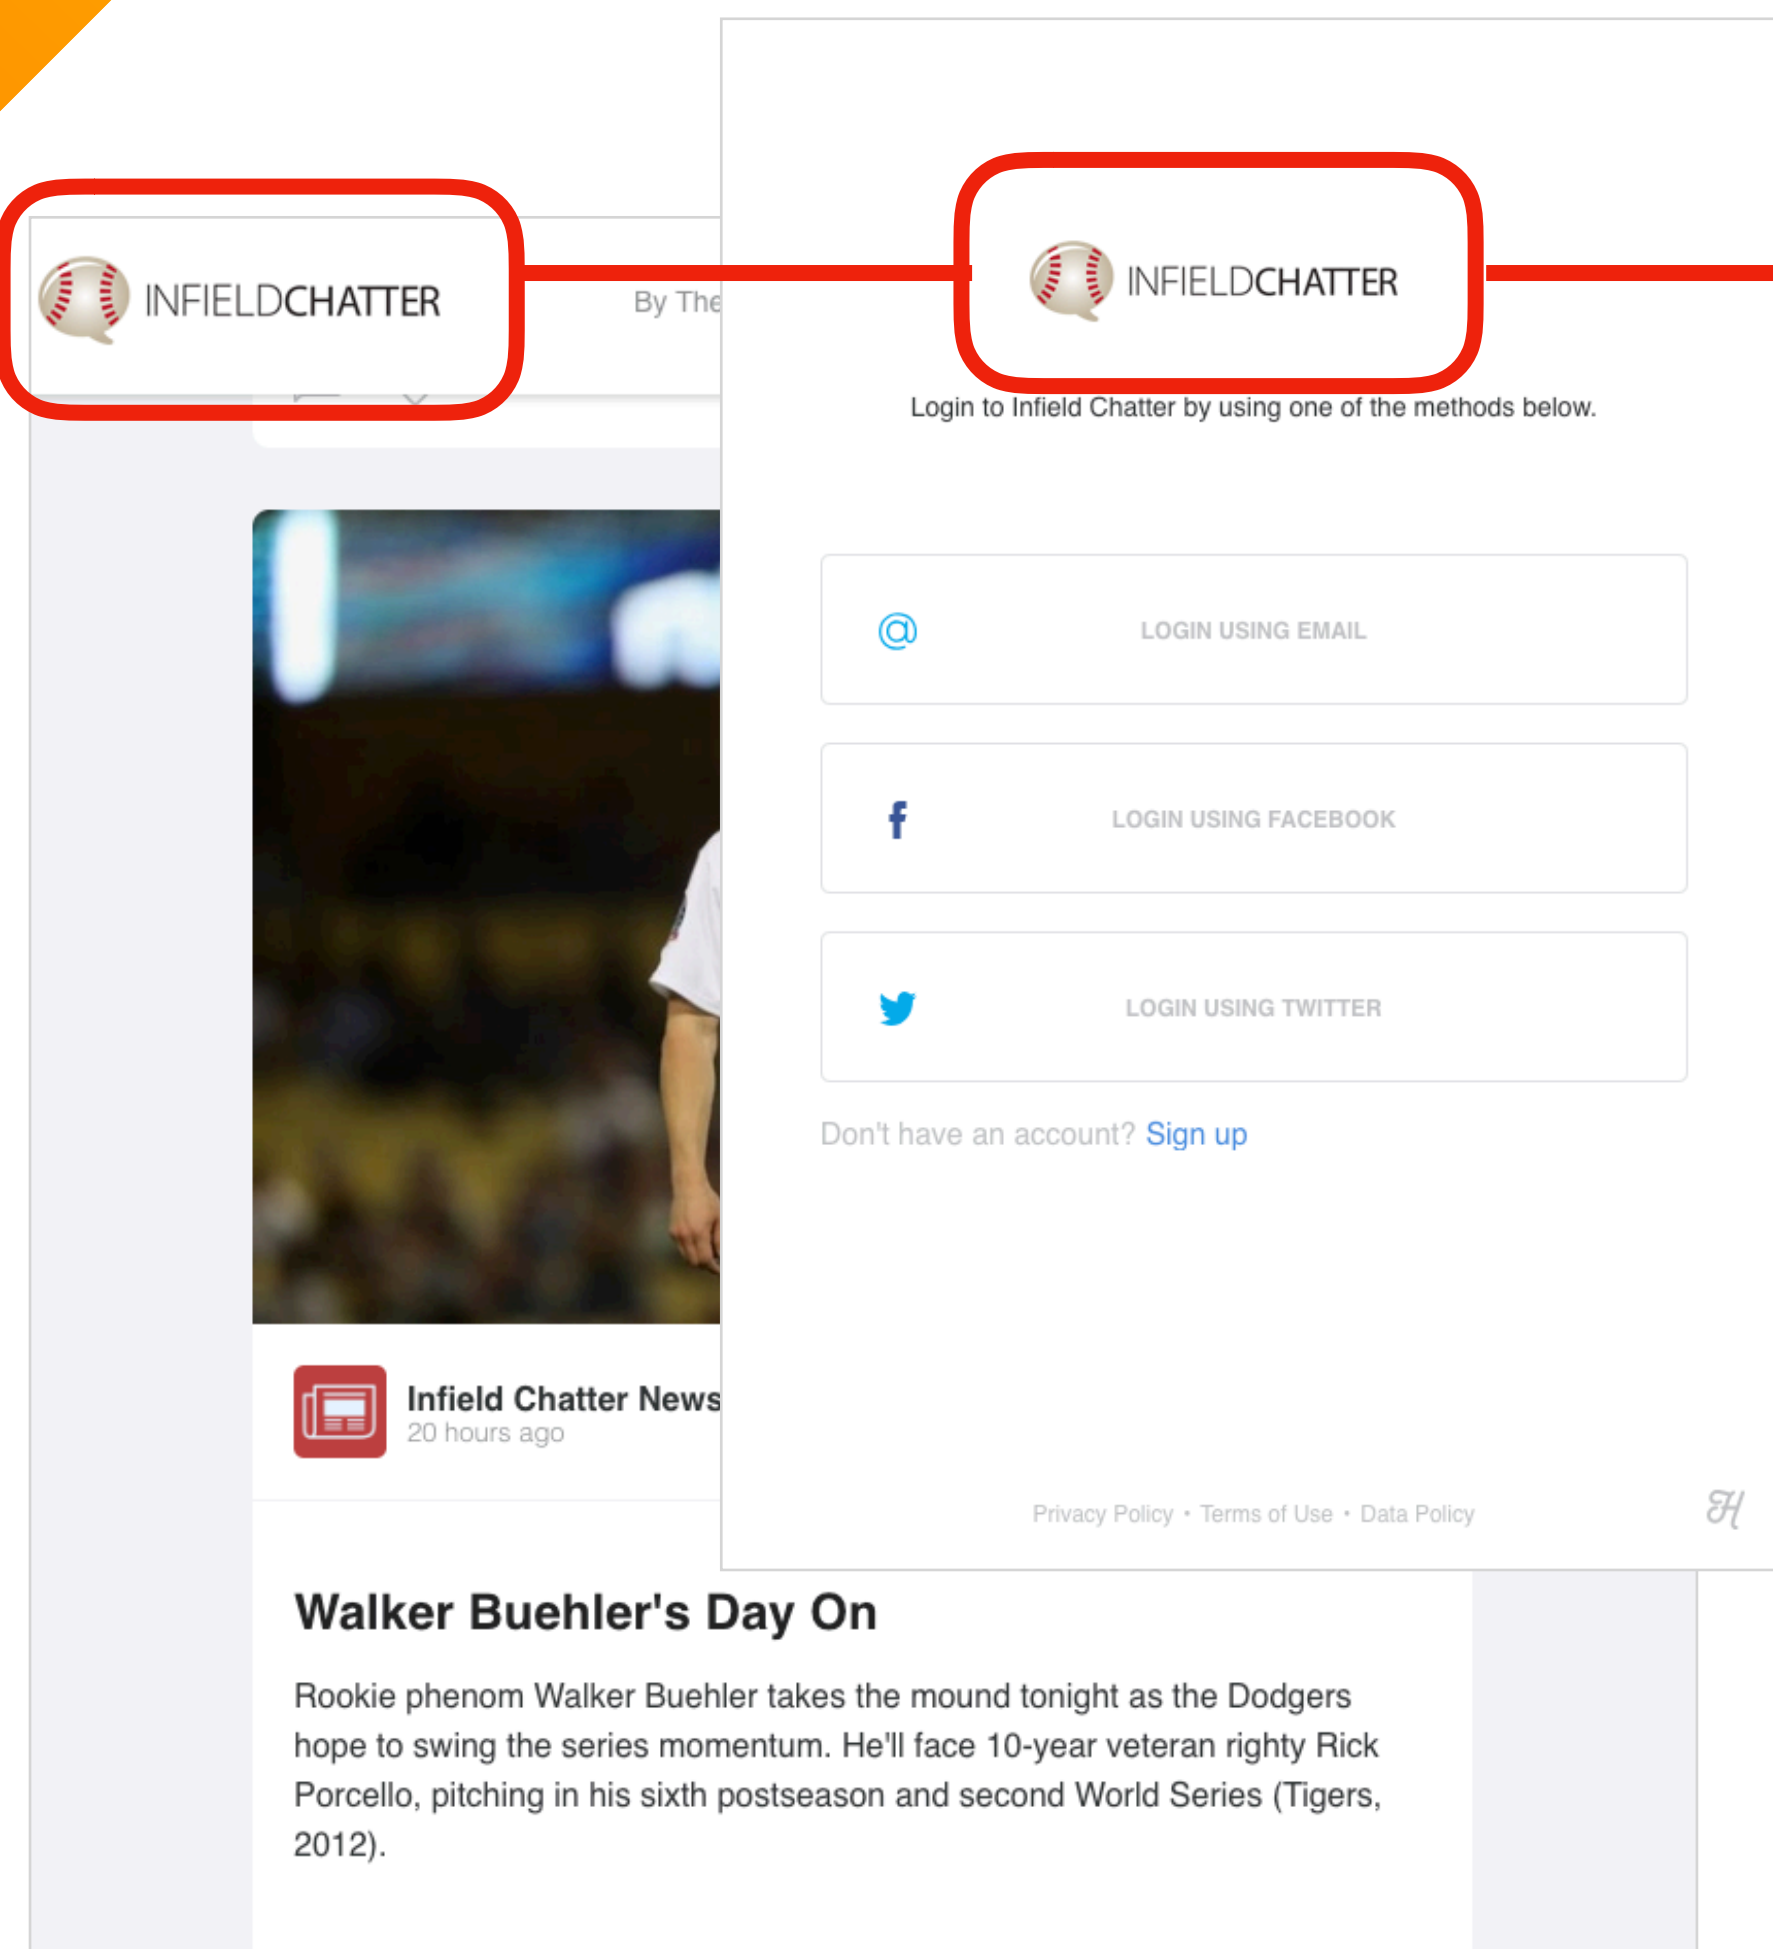 INFIELDCHATTER
By The
INFIELDCHATTER
Login to Infield Chatter by using one of the methods below.
@ LOGIN USING EMAIL
f LOGIN USING FACEBOOK
LOGIN USING TWITTER
Don't have an account? Sign up
Privacy Policy • Terms of Use • Data Policy
Infield Chatter News
20 hours ago
Walker Buehler's Day On
Rookie phenom Walker Buehler takes the mound tonight as the Dodgers
hope to swing the series momentum. He'll face 10-year veteran righty Rick
Porcello, pitching in his sixth postseason and second World Series (Tigers,
2012).